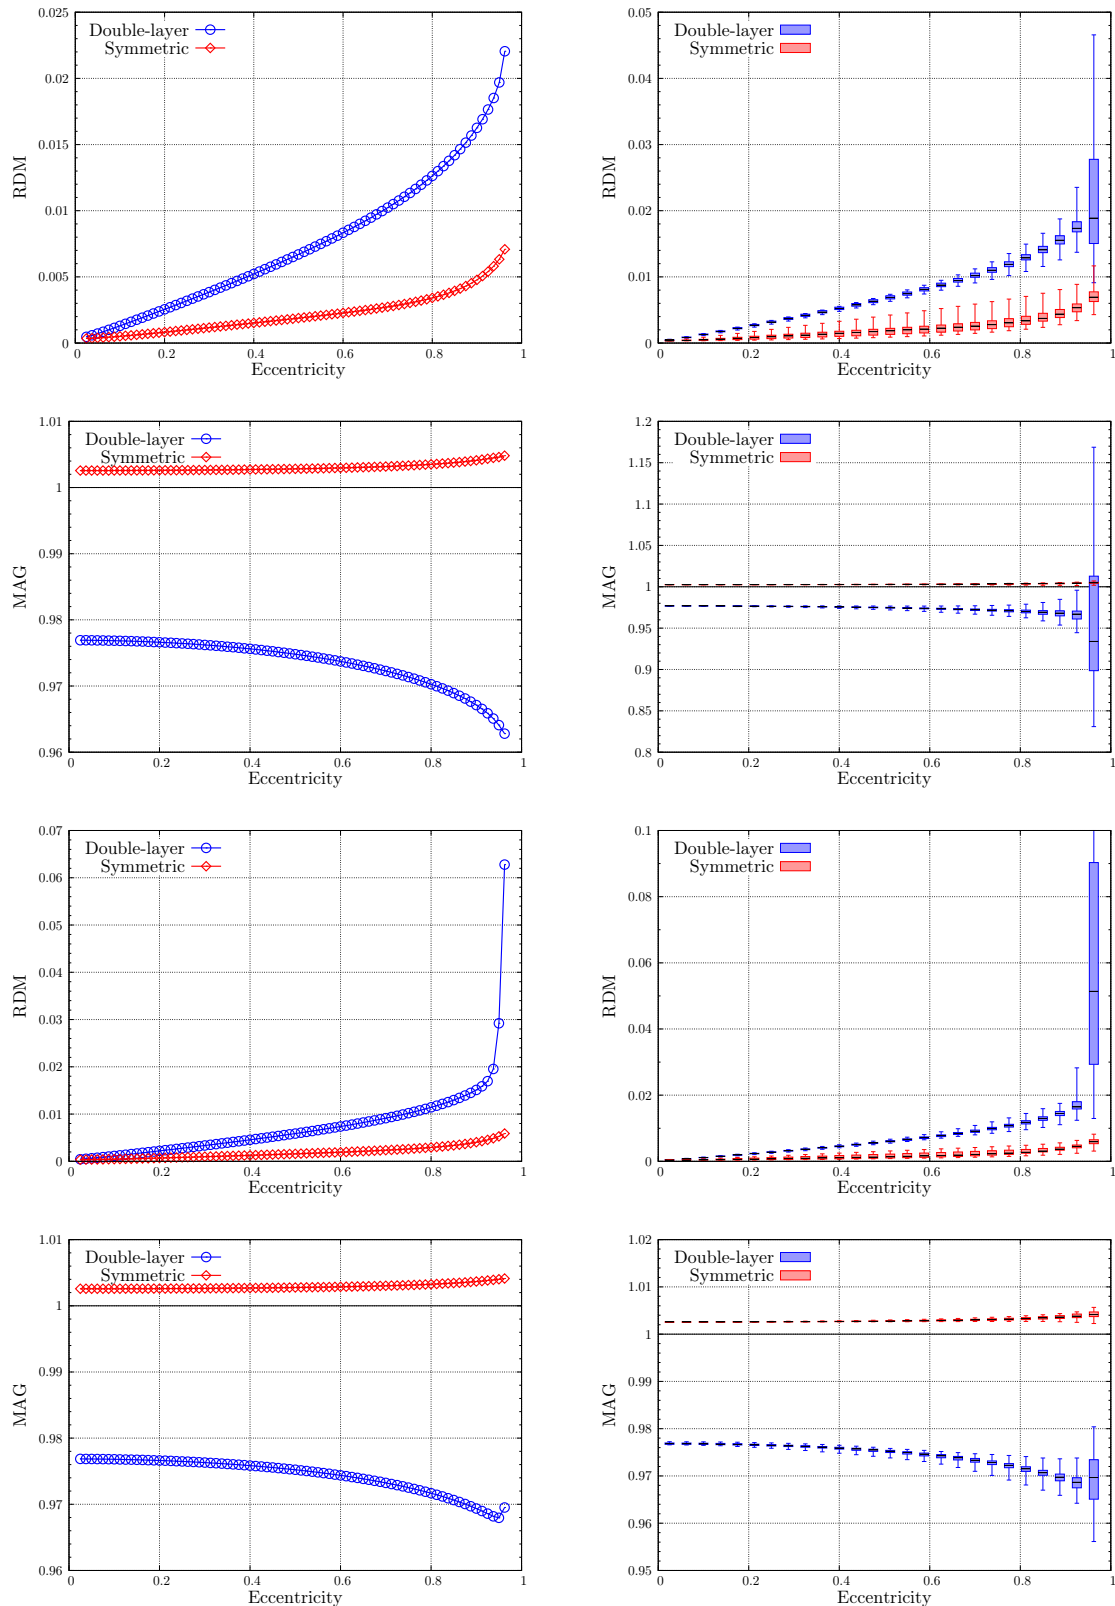 0.025
Double-layer
Symmetric
0.02
0.015
RDM
0.01
0.005
0
0 0.2 0.4 0.6 0.8 1
Eccentricity
0.05
Double-layer
Symmetric
0.04
0.03
RDM
0.02
0.01
0
0 0.2 0.4 0.6 0.8 1
Eccentricity
1.01
Double-layer
Symmetric
1
0.99
MAG
0.98
0.97
0.96
0 0.2 0.4 0.6 0.8 1
Eccentricity
1.2
Double-layer
Symmetric
1.15
1.1
1.05
MAG
1
0.95
0.9
0.85
0.8
0 0.2 0.4 0.6 0.8 1
Eccentricity
0.07
Double-layer
Symmetric
0.06
0.05
0.04
RDM
0.03
0.02
0.01
0
0 0.2 0.4 0.6 0.8 1
Eccentricity
0.1
Double-layer
Symmetric
0.08
0.06
RDM
0.04
0.02
0
0 0.2 0.4 0.6 0.8 1
Eccentricity
1.01
Double-layer
Symmetric
1
0.99
MAG
0.98
0.97
0.96
0 0.2 0.4 0.6 0.8 1
Eccentricity
1.02
Double-layer
Symmetric
1.01
1
MAG
0.99
0.98
0.97
0.96
0.95
0 0.2 0.4 0.6 0.8 1
Eccentricity